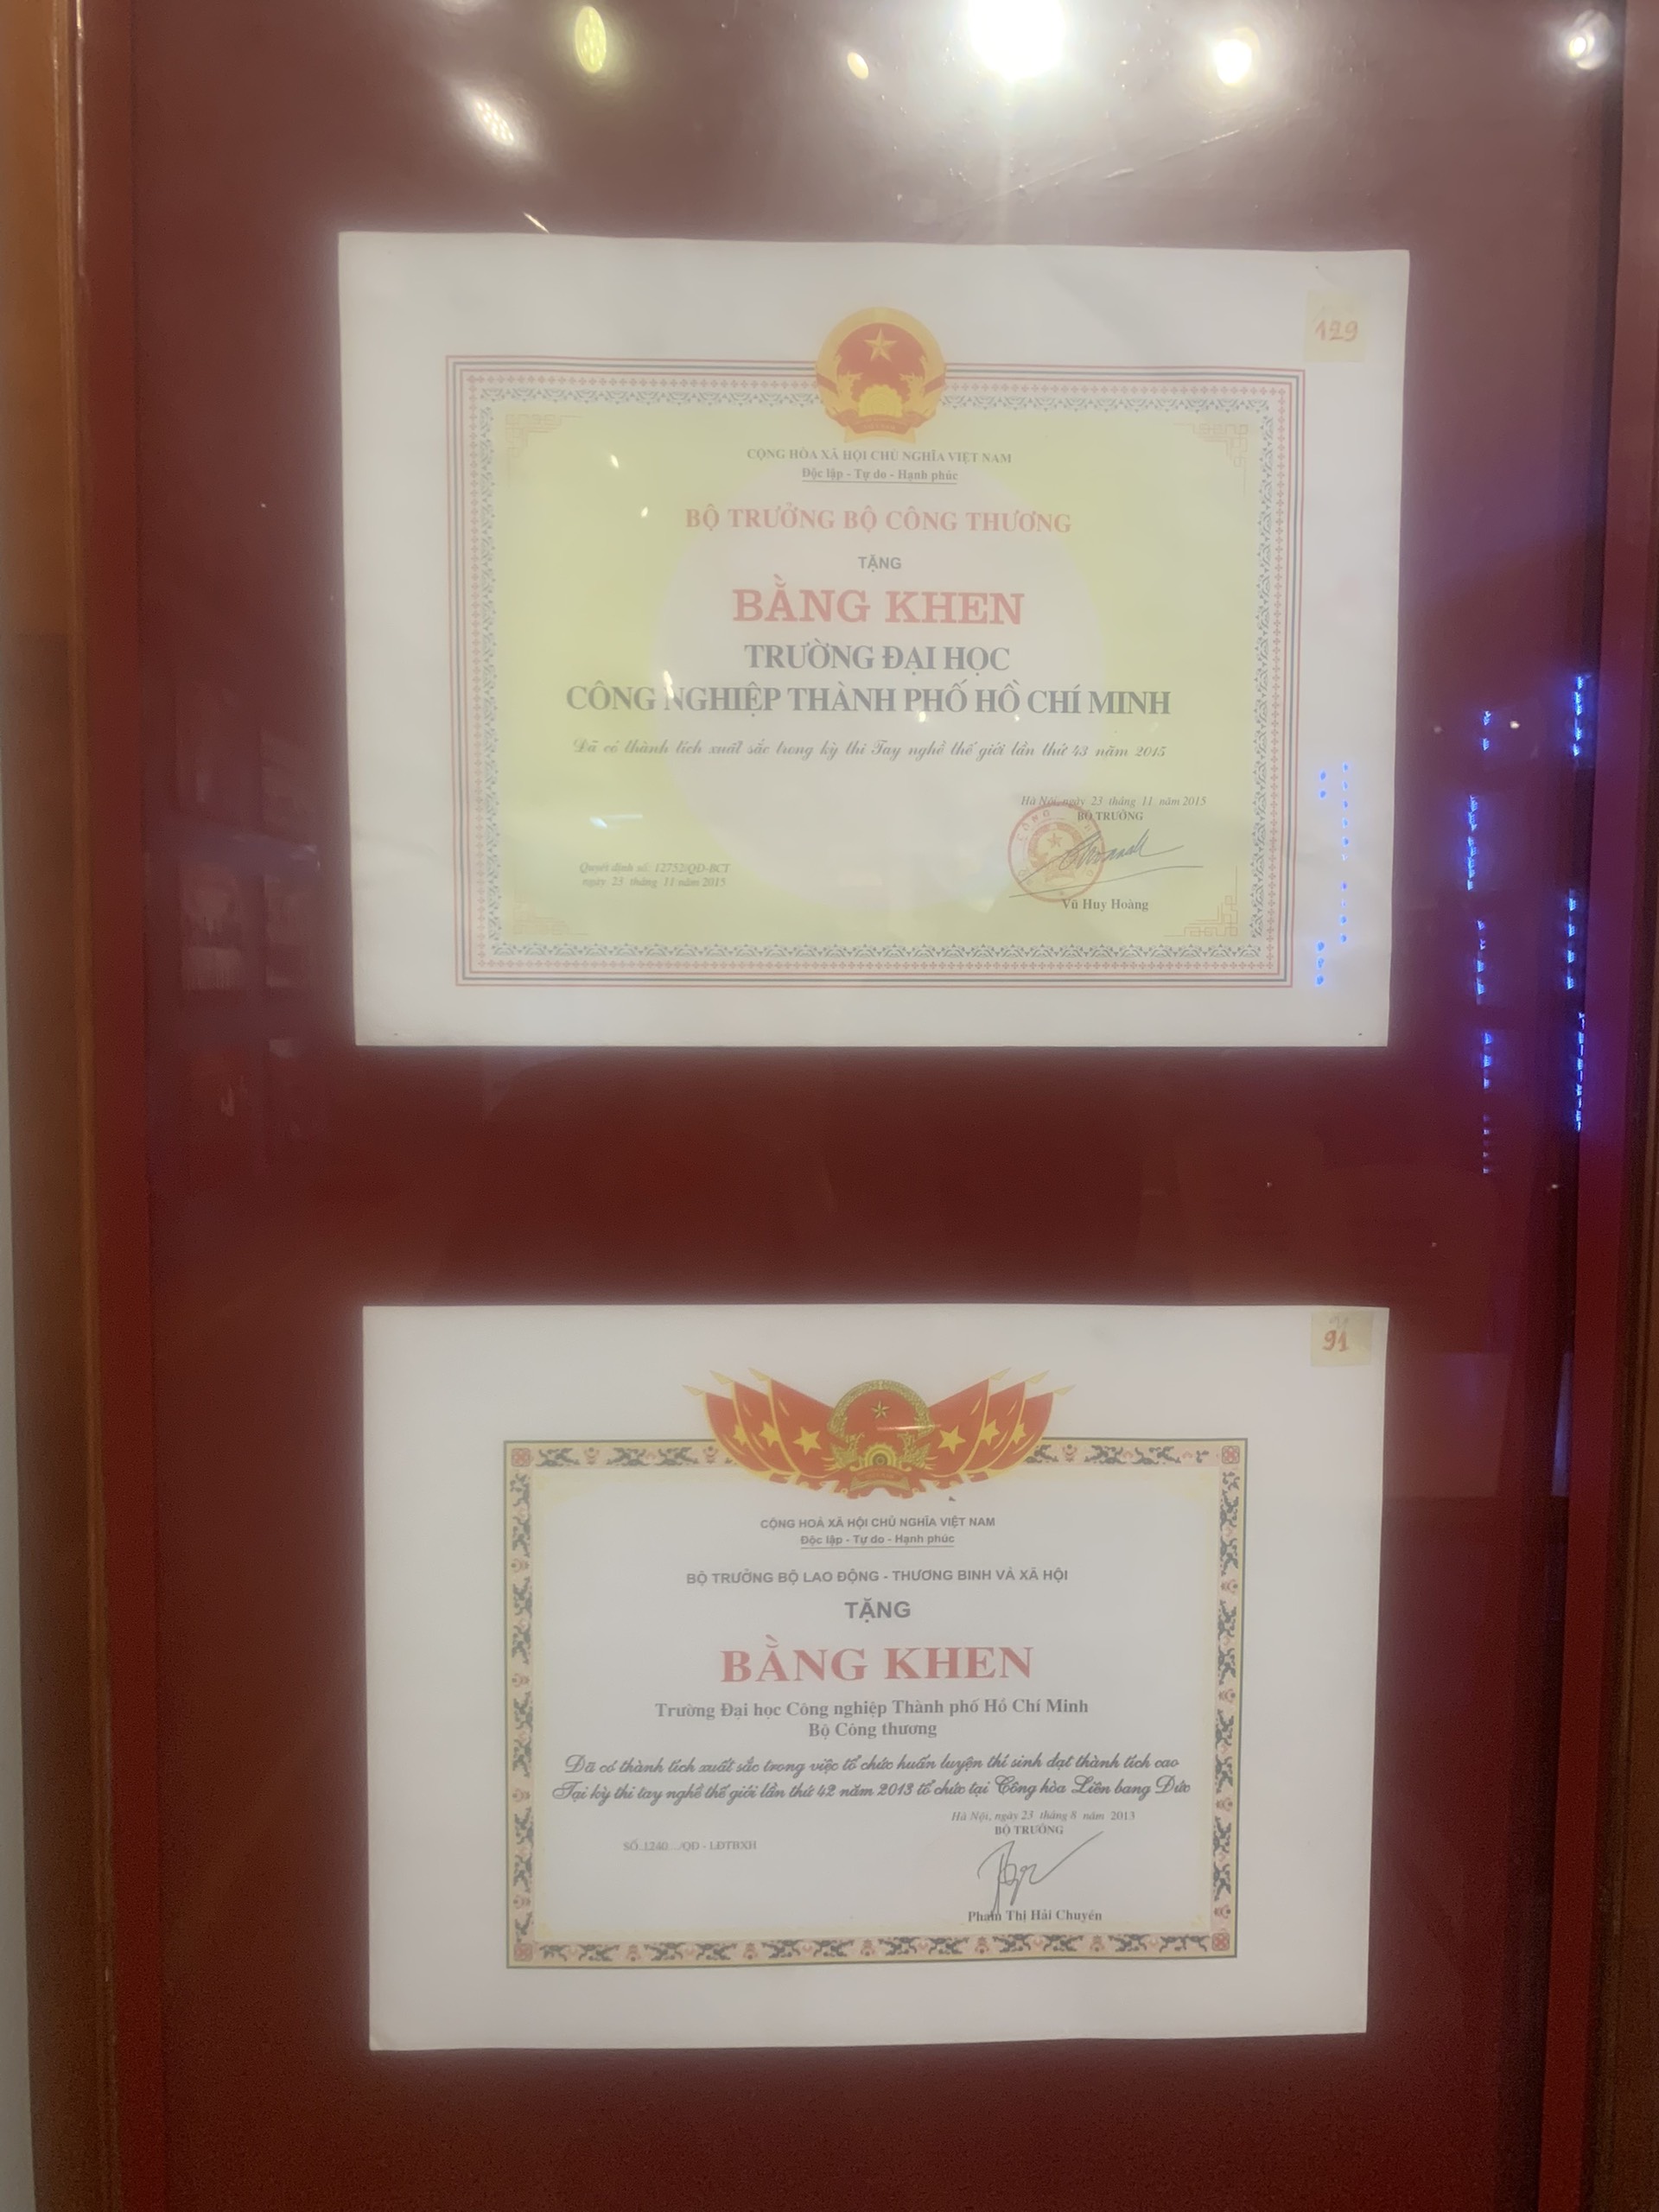 129
CỘNG HÒA XÃ HỘI CHỦ NGHĨA VIỆT NAM
Độc lập - Tự do - Hạnh phúc
BỘ TRƯỞNG BỘ CÔNG THƯƠNG
TẶNG
BẰNG KHEN
TRƯỜNG ĐẠI HỌC
CÔNG NGHIỆP THÀNH PHỐ HỒ CHÍ MINH
Đã có thành tích xuất sắc trong kỳ thi Tay nghề thế giới lần thứ 43 năm 2015
Hà Nội, ngày 23 tháng 11 năm 2015
BỘ TRƯỞNG
Quyết định số: 12752/QĐ-BCT
ngày 23 tháng 11 năm 2015
Vũ Huy Hoàng
91
CỘNG HOÀ XÃ HỘI CHỦ NGHĨA VIỆT NAM
Độc lập - Tự do - Hạnh phúc
BỘ TRƯỞNG BỘ LAO ĐỘNG - THƯƠNG BINH VÀ XÃ HỘI
TẶNG
BẰNG KHEN
Trường Đại học Công nghiệp Thành phố Hồ Chí Minh
Bộ Công thương
Đã có thành tích xuất sắc trong việc tổ chức huấn luyện thí sinh đạt thành tích cao
Tại kỳ thi tay nghề thế giới lần thứ 42 năm 2013 tổ chức tại Cộng hòa Liên bang Đức
Hà Nội, ngày 23 tháng 8 năm 2013
BỘ TRƯỞNG
SỐ 1240 /QĐ - LĐTBXH
Phạm Thị Hải Chuyền